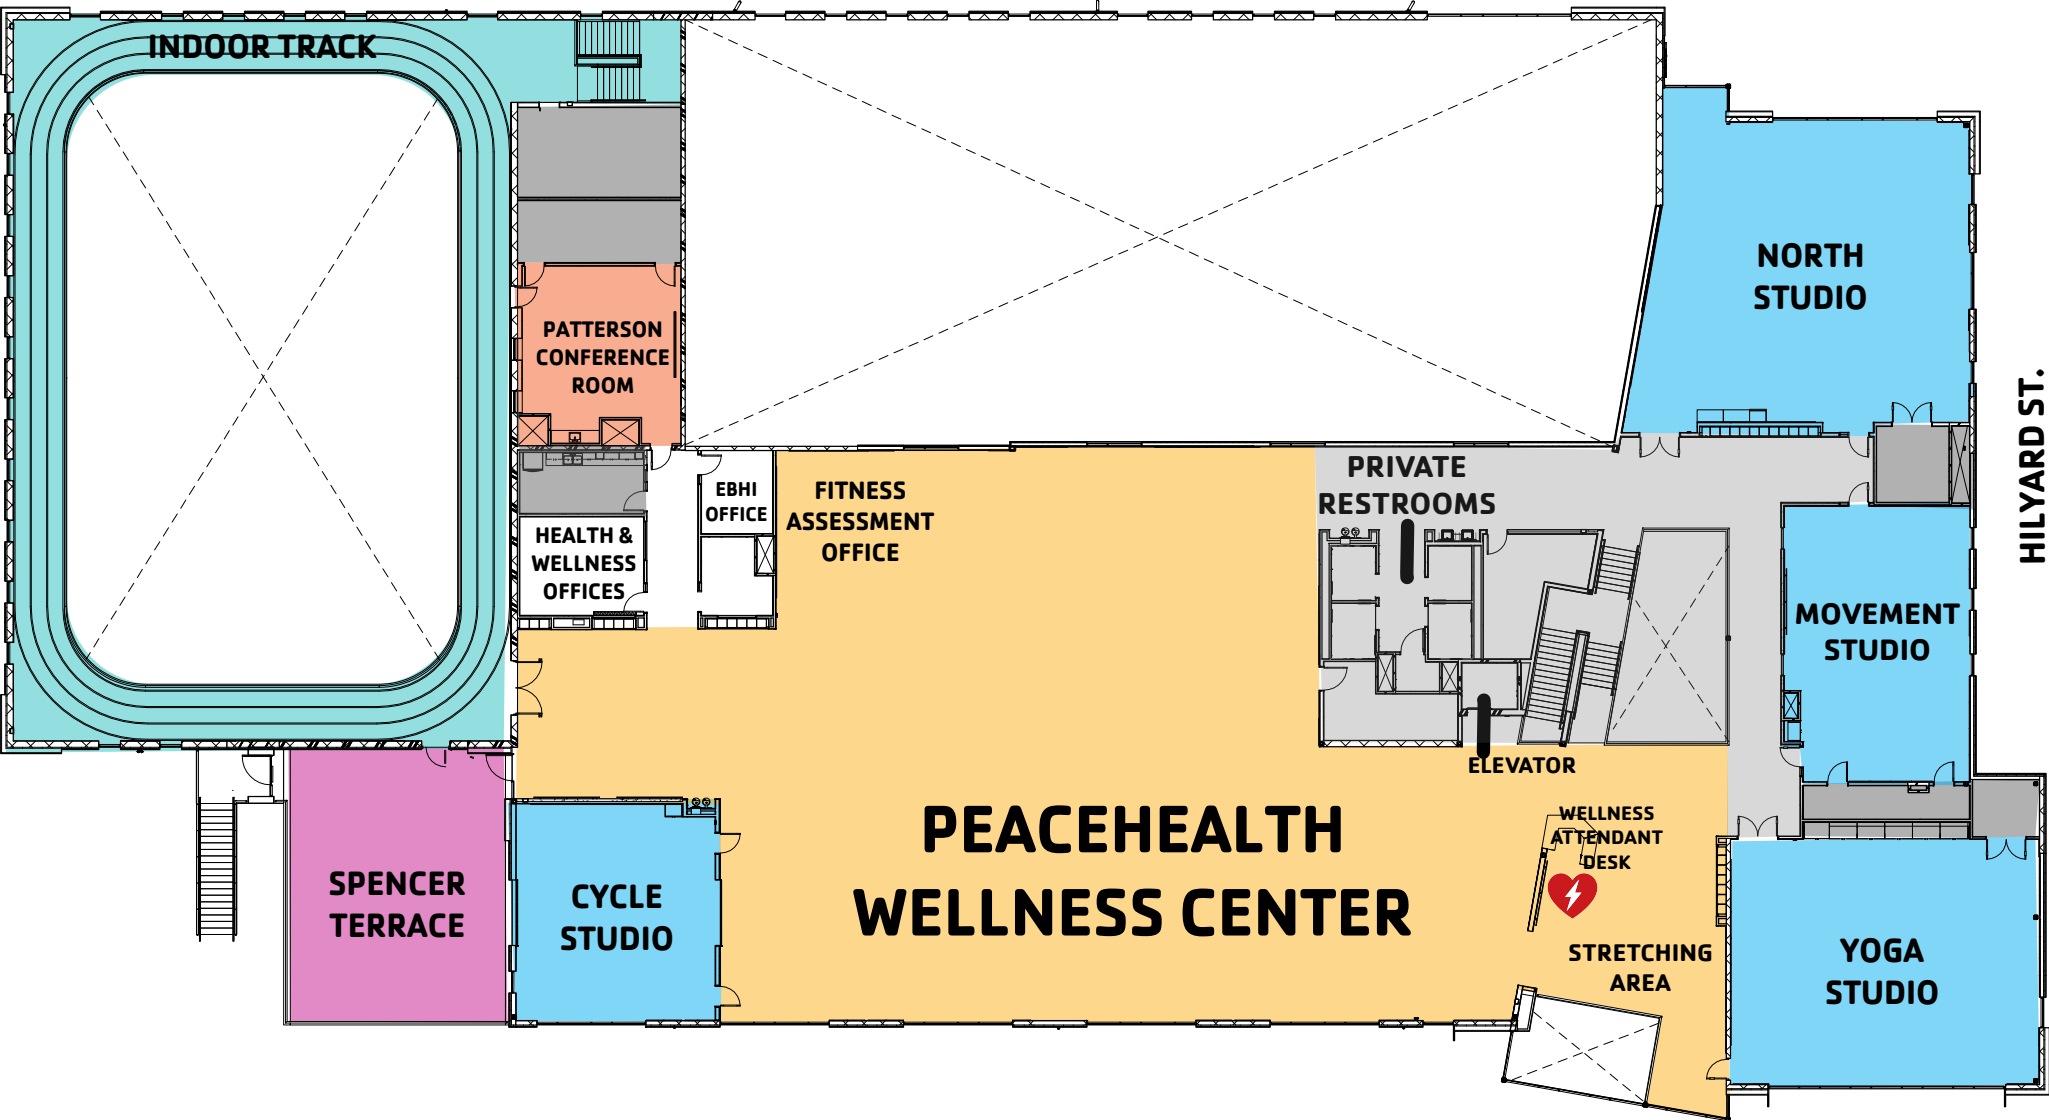 INDOOR TRACK
PATTERSON
CONFERENCE
ROOM
NORTH
STUDIO
HILYARD ST.
EBHI
OFFICE
HEALTH &
WELLNESS
OFFICES
FITNESS
ASSESSMENT
OFFICE
PRIVATE
RESTROOMS
MOVEMENT
STUDIO
ELEVATOR
PEACEHEALTH
WELLNESS CENTER
WELLNESS
ATTENDANT
DESK
STRETCHING
AREA
SPENCER
TERRACE
CYCLE
STUDIO
YOGA
STUDIO